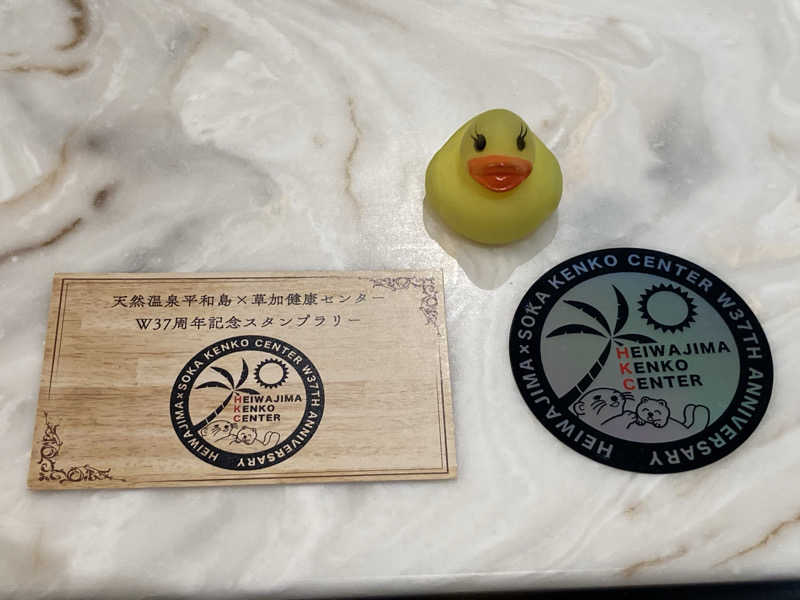 天然温泉平和島×草加健康センター
W37周年記念スタンプラリー
HEIWAJIMA×SOKA KENKO CENTER W37TH ANNIVERSARY
HEIWAJIMA
KENKO
CENTER
HEIWAJIMA×SOKA KENKO CENTER W37TH ANNIVERSARY
HEIWAJIMA
KENKO
CENTER